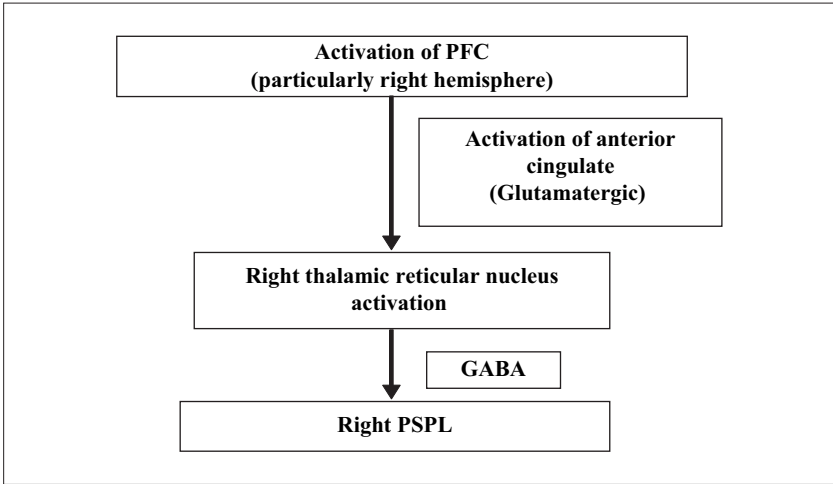 Activation of PFC
(particularly right hemisphere)
Activation of anterior
cingulate
(Glutamatergic)
Right thalamic reticular nucleus
activation
GABA
Right PSPL